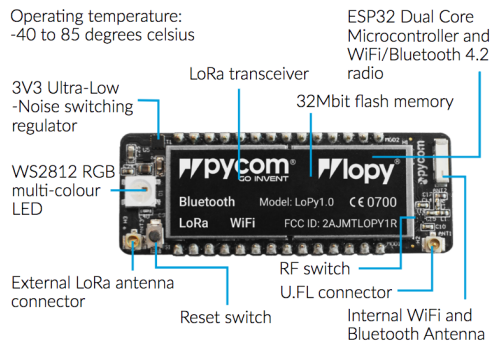 Operating temperature:
-40 to 85 degrees celsius
ESP32 Dual Core
Microcontroller and
WiFi/Bluetooth 4.2
radio
LoRa transceiver
3V3 Ultra-Low
-Noise switching
regulator
32Mbit flash memory
WS2812 RGB
multi-colour
LED
pycom®
GO INVENT
lopy®
Bluetooth
Model: LoPy1.0
CE 0700
LoRa
WiFi
FCC ID: 2AJMTLOPY1R
pycom
RF switch
U.FL connector
External LoRa antenna
connector
Reset switch
Internal WiFi and
Bluetooth Antenna